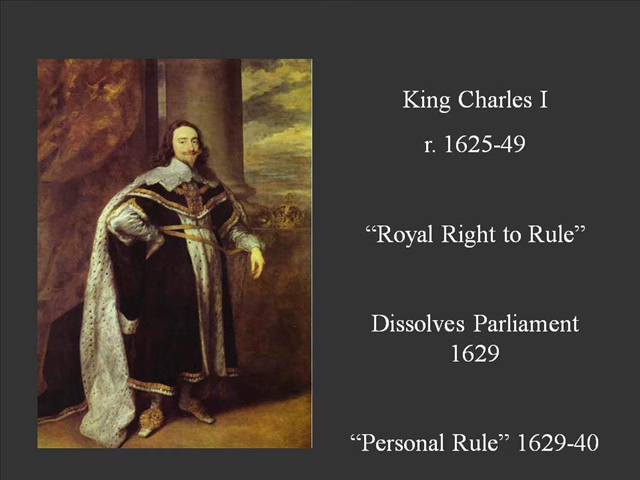 King Charles I
r. 1625-49
“Royal Right to Rule”
Dissolves Parliament
1629
“Personal Rule” 1629-40